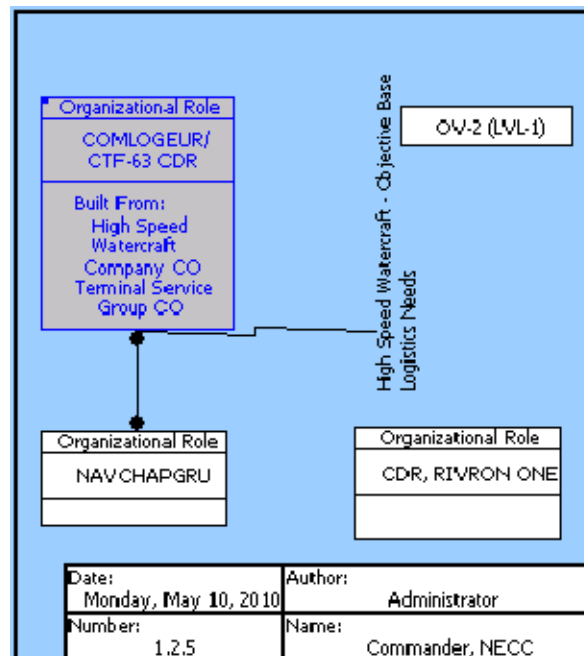 Organizational Role
COMLOGEUR/
CTF-63 CDR
Built From:
High Speed
Watercraft
Company CO
Terminal Service
Group CO
High Speed Watercraft - Objective Base
Logistics Needs
OV-2 (LVL-1)
Organizational Role
NAVCHAPGRU
Organizational Role
CDR, RIVRON ONE
Date:
Monday, May 10, 2010
Author:
Administrator
Number:
1.2.5
Name:
Commander, NECC